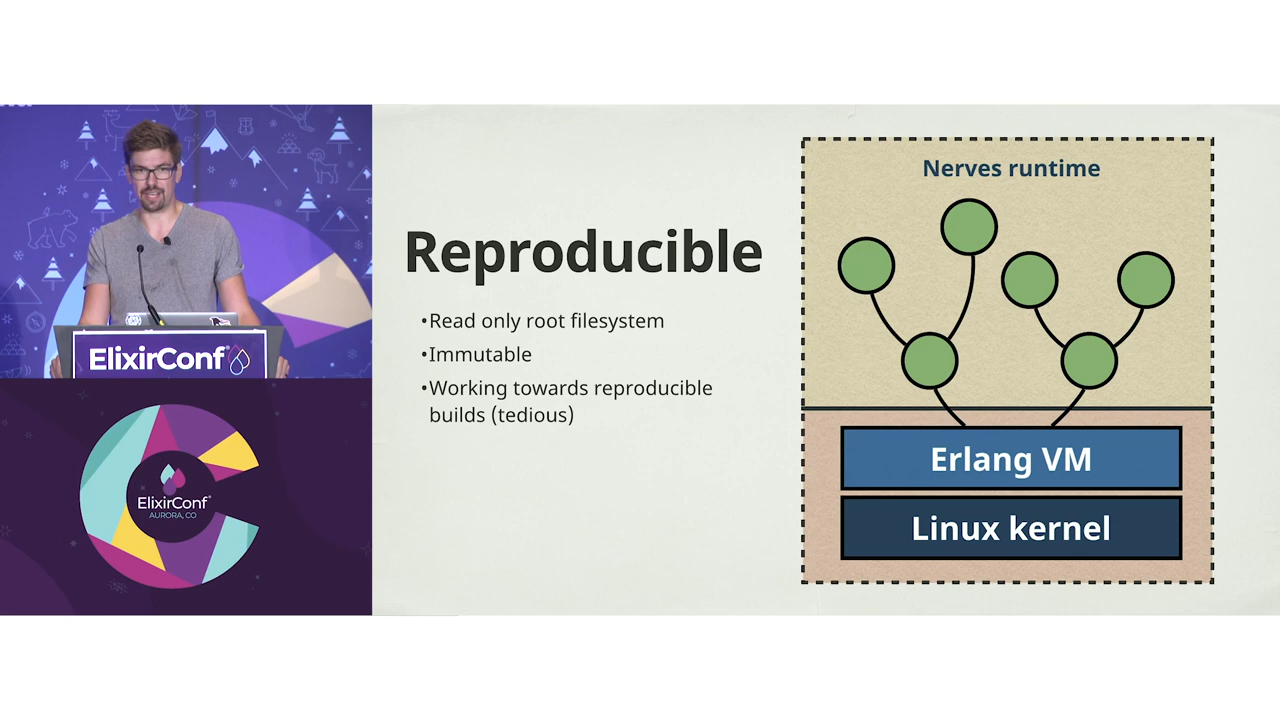 ElixirConf
ElixirConf
AURORA, CO
Reproducible
•Read only root filesystem
•Immutable
•Working towards reproducible
builds (tedious)
Nerves runtime
Erlang VM
Linux kernel